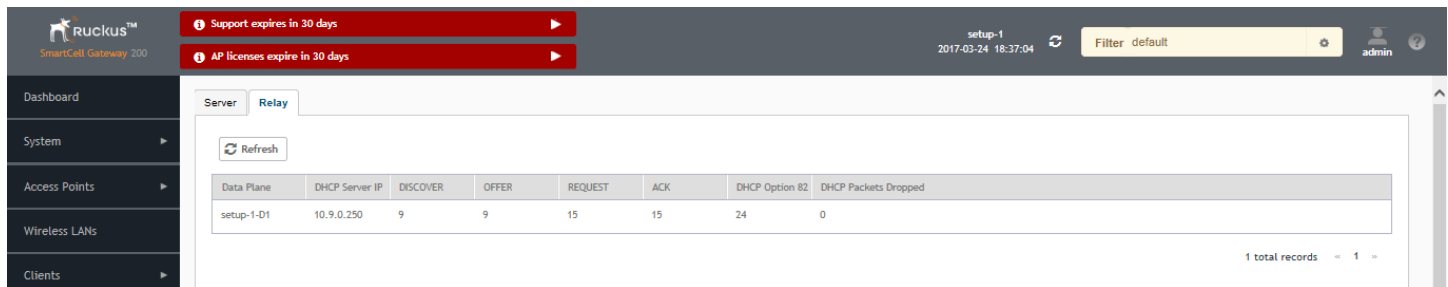 Ruckus™
SmartCell Gateway 200
Support expires in 30 days
AP licenses expire in 30 days
setup-1
2017-03-24 18:37:04
Filter default
admin
Dashboard
System
Access Points
Wireless LANs
Clients
Server Relay
Refresh
Data Plane DHCP Server IP DISCOVER OFFER REQUEST ACK DHCP Option 82 DHCP Packets Dropped
setup-1-D1 10.9.0.250 9 9 15 15 24 0
1 total records « 1 »